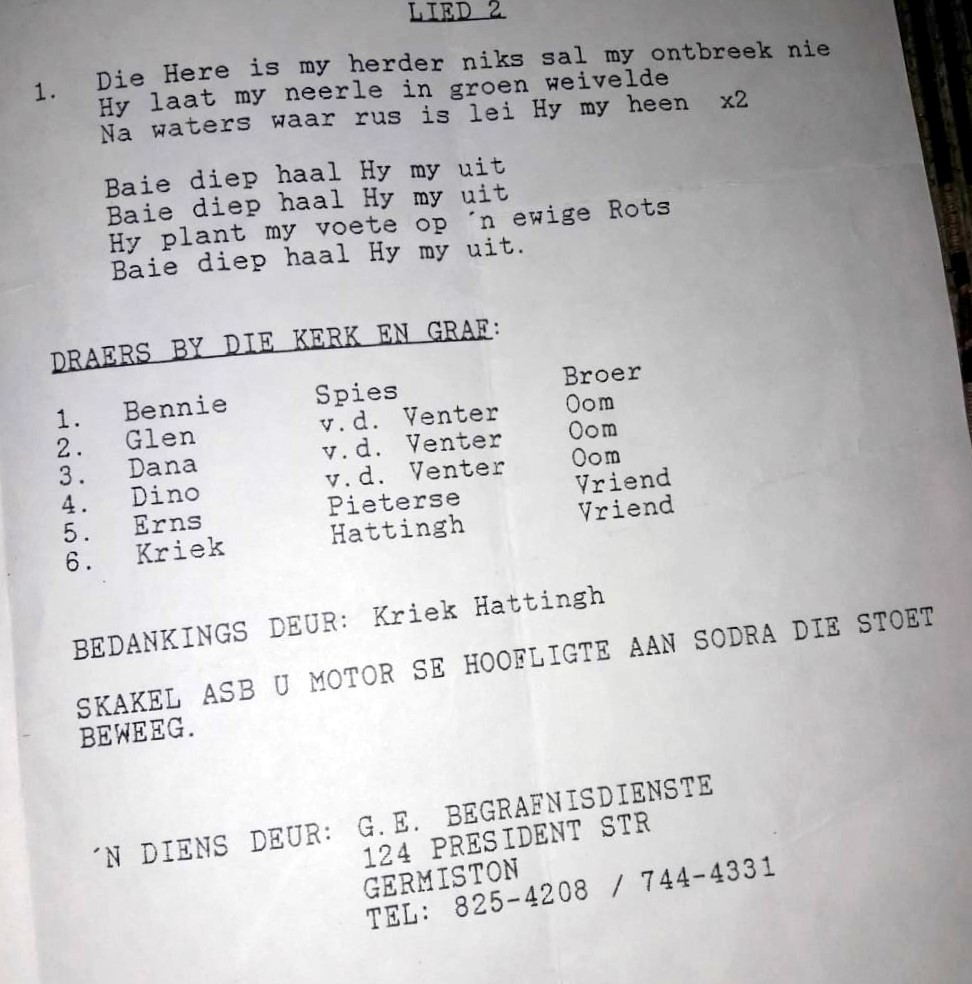 LIED 2
1. Die Here is my herder niks sal my ontbreek nie
Hy laat my neerle in groen weivelde
Na waters waar rus is lei Hy my heen x2
Baie diep haal Hy my uit
Baie diep haal Hy my uit
Hy plant my voete op ´n ewige Rots
Baie diep haal Hy my uit.
DRAERS BY DIE KERK EN GRAF:
1. Bennie Spies Broer
2. Glen v.d. Venter Oom
3. Dana v.d. Venter Oom
4. Dino v.d. Venter Oom
5. Erns Pieterse Vriend
6. Kriek Hattingh Vriend
BEDANKINGS DEUR: Kriek Hattingh
SKAKEL ASB U MOTOR SE HOOFLIGTE AAN SODRA DIE STOET
BEWEEG.
´N DIENS DEUR: G.E. BEGRAFNISDIENSTE
124 PRESIDENT STR
GERMISTON
TEL: 825-4208 / 744-4331